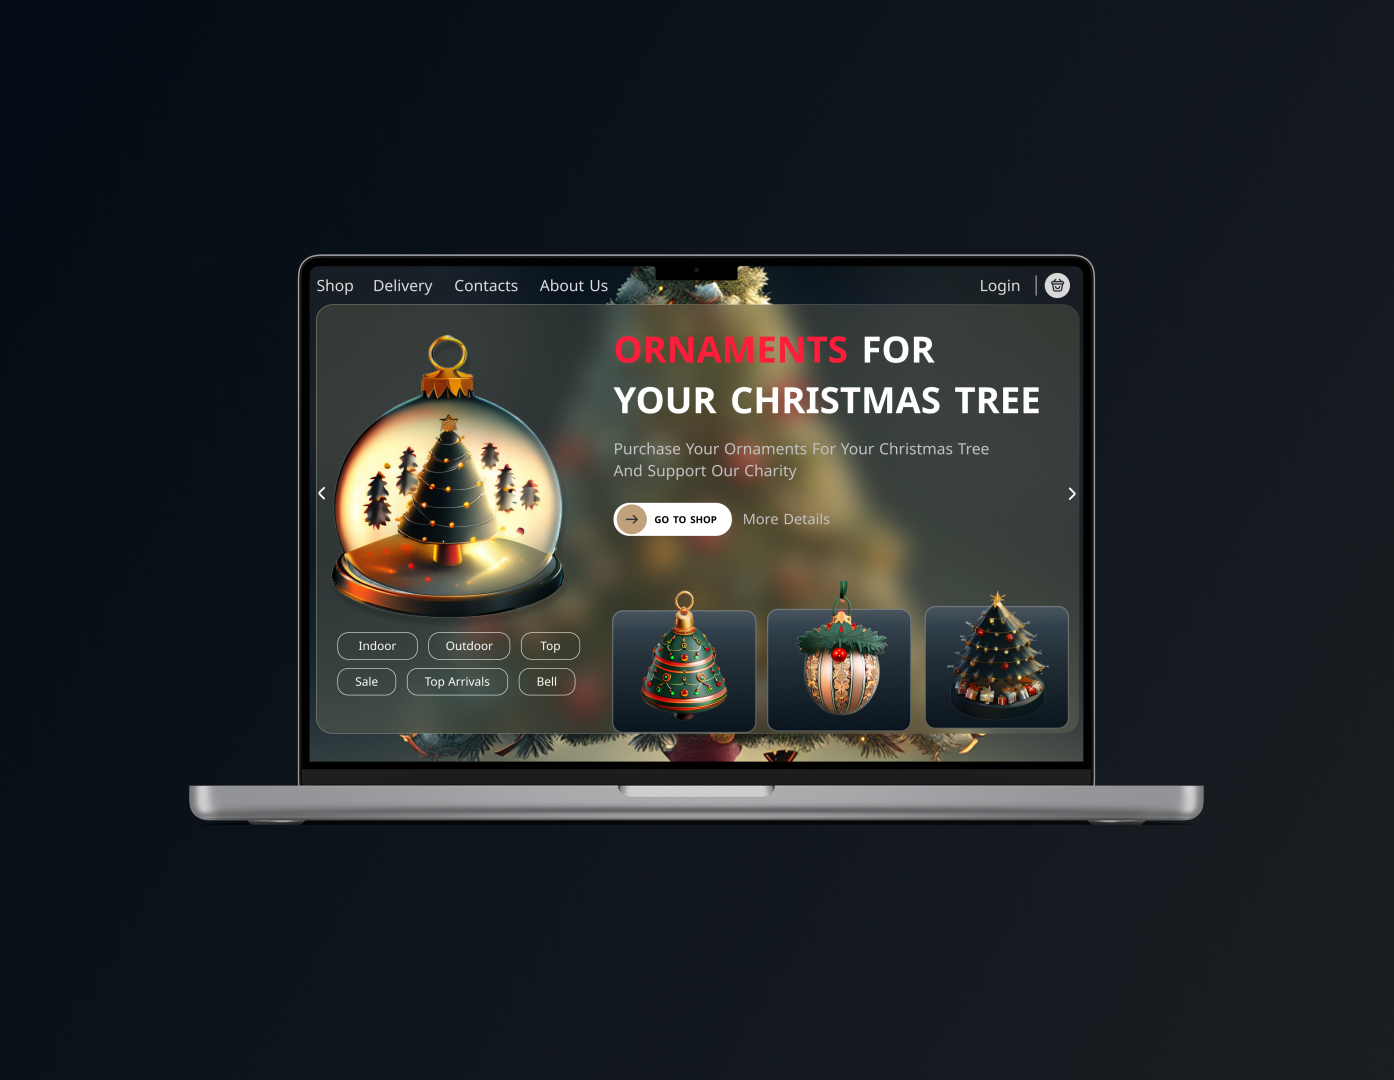 Shop Delivery Contacts About Us Login
ORNAMENTS FOR
YOUR CHRISTMAS TREE
Purchase Your Ornaments For Your Christmas Tree
And Support Our Charity
GO TO SHOP More Details
Indoor Outdoor Top
Sale Top Arrivals Bell